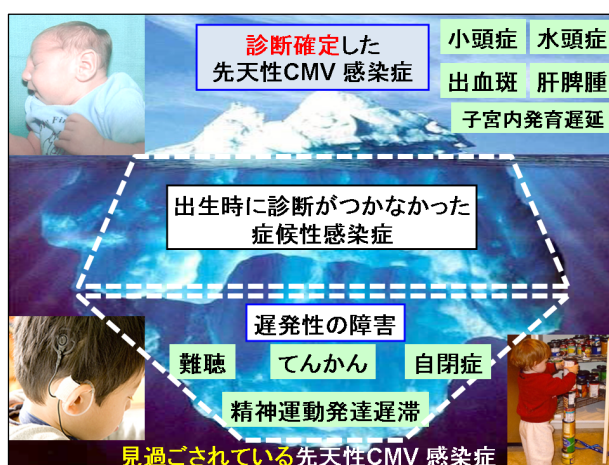 診断確定した
先天性CMV 感染症
小頭症
水頭症
出血斑
肝脾腫
子宮内発育遅延
出生時に診断がつかなかった
症候性感染症
遅発性の障害
難聴
てんかん
自閉症
精神運動発達遅滞
見過ごされている先天性CMV 感染症